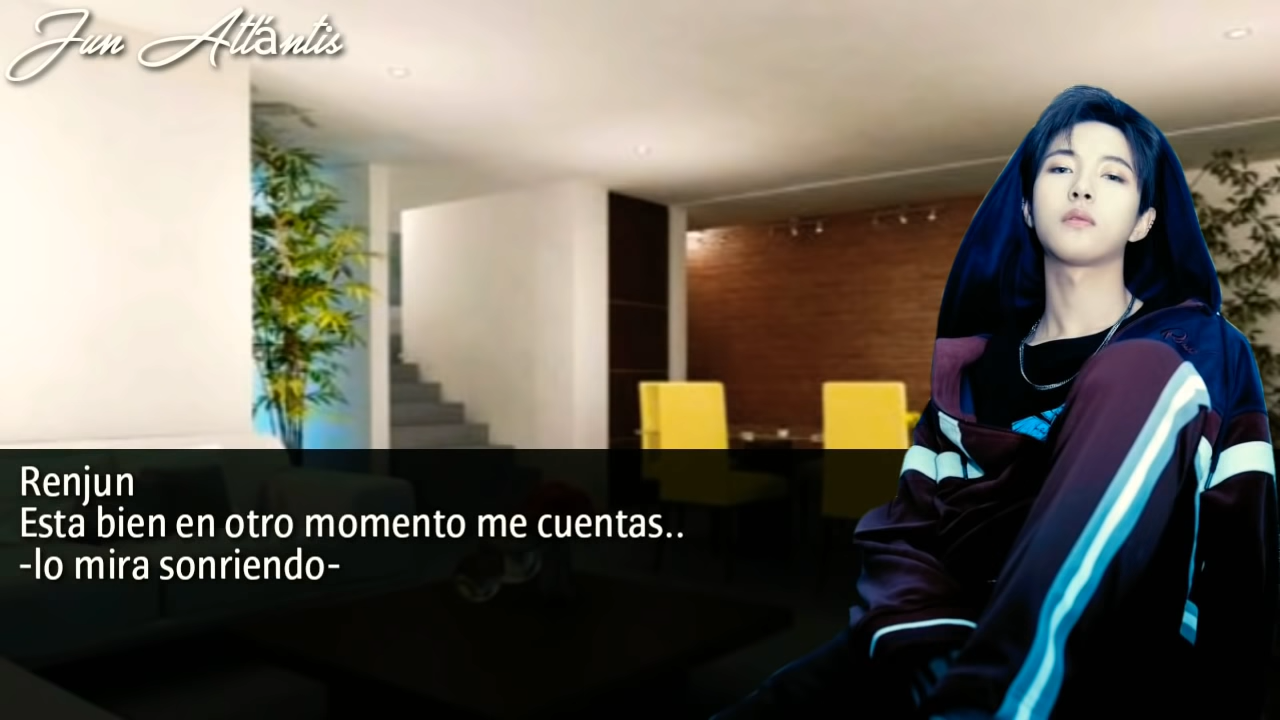 Jun Atlántis
Renjun
Esta bien en otro momento me cuentas..
-lo mira sonriendo-